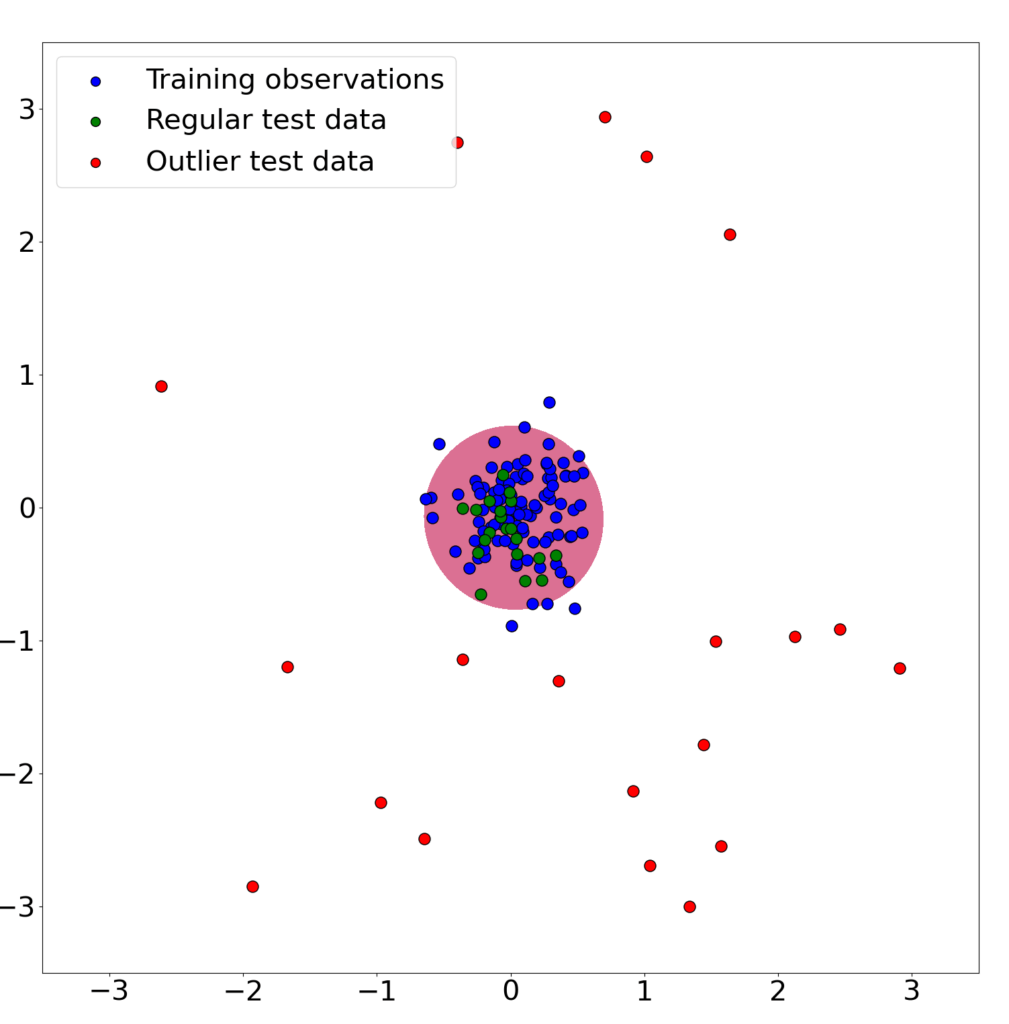 Training observations
Regular test data
Outlier test data
3
2
1
0
−1
−2
−3
−3 −2 −1 0 1 2 3